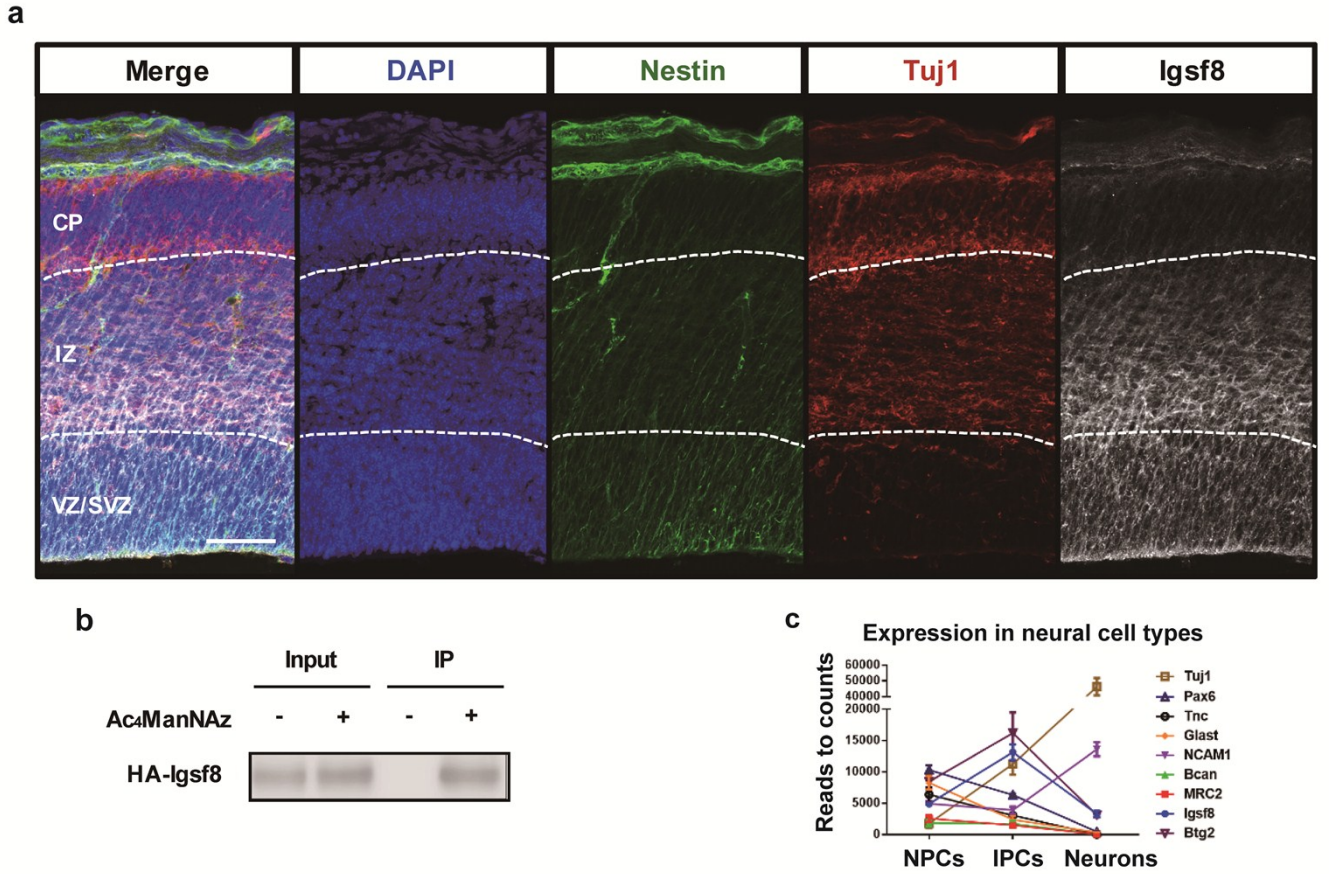 a
Merge DAPI Nestin Tuj1 Igsf8
CP
IZ
VZ/SVZ
b
Input IP
Ac4ManNAz - + - +
HA-Igsf8
c
Expression in neural cell types
Reads to counts
60000
50000
40000
20000
15000
10000
5000
0
NPCs IPCs Neurons
Tuj1
Pax6
Tnc
Glast
NCAM1
Bcan
MRC2
Igsf8
Btg2